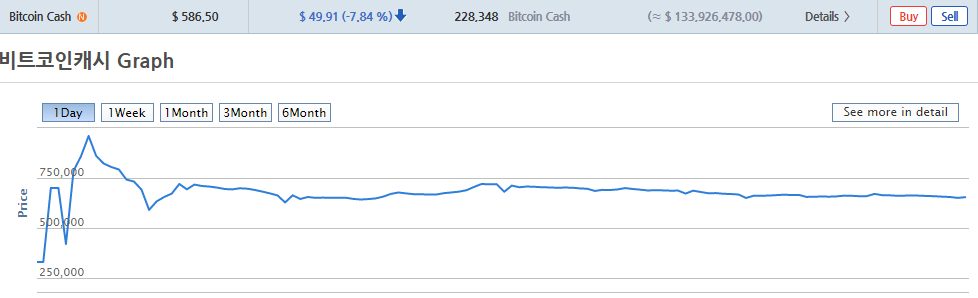 Bitcoin Cash N $ 586,50 $ 49,91 (-7,84 %) 228,348 Bitcoin Cash (≈ $ 133,926,478,00) Details Buy Sell
비트코인캐시 Graph
1Day 1Week 1Month 3Month 6Month See more in detail
750,000
Price
500,000
250,000